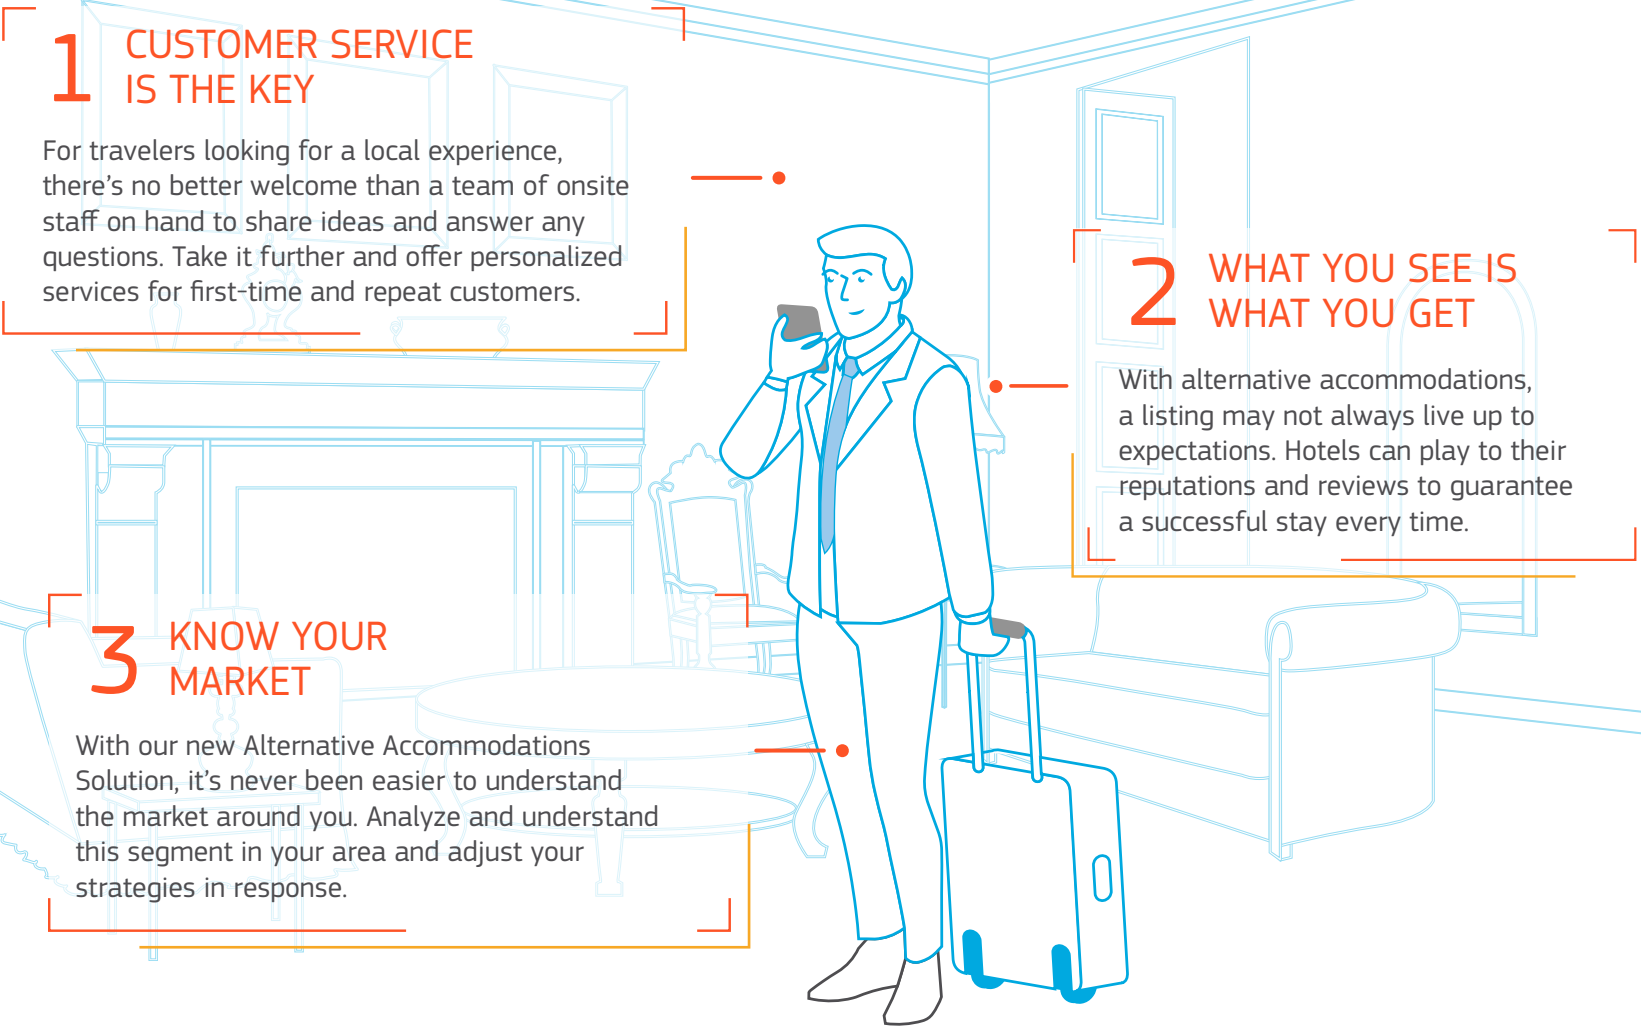 1
CUSTOMER SERVICE
IS THE KEY
For travelers looking for a local experience,
there's no better welcome than a team of onsite
staff on hand to share ideas and answer any
questions. Take it further and offer personalized
services for first-time and repeat customers.
2
WHAT YOU SEE IS
WHAT YOU GET
With alternative accommodations,
a listing may not always live up to
expectations. Hotels can play to their
reputations and reviews to guarantee
a successful stay every time.
3
KNOW YOUR
MARKET
With our new Alternative Accommodations
Solution, it's never been easier to understand
the market around you. Analyze and understand
this segment in your area and adjust your
strategies in response.